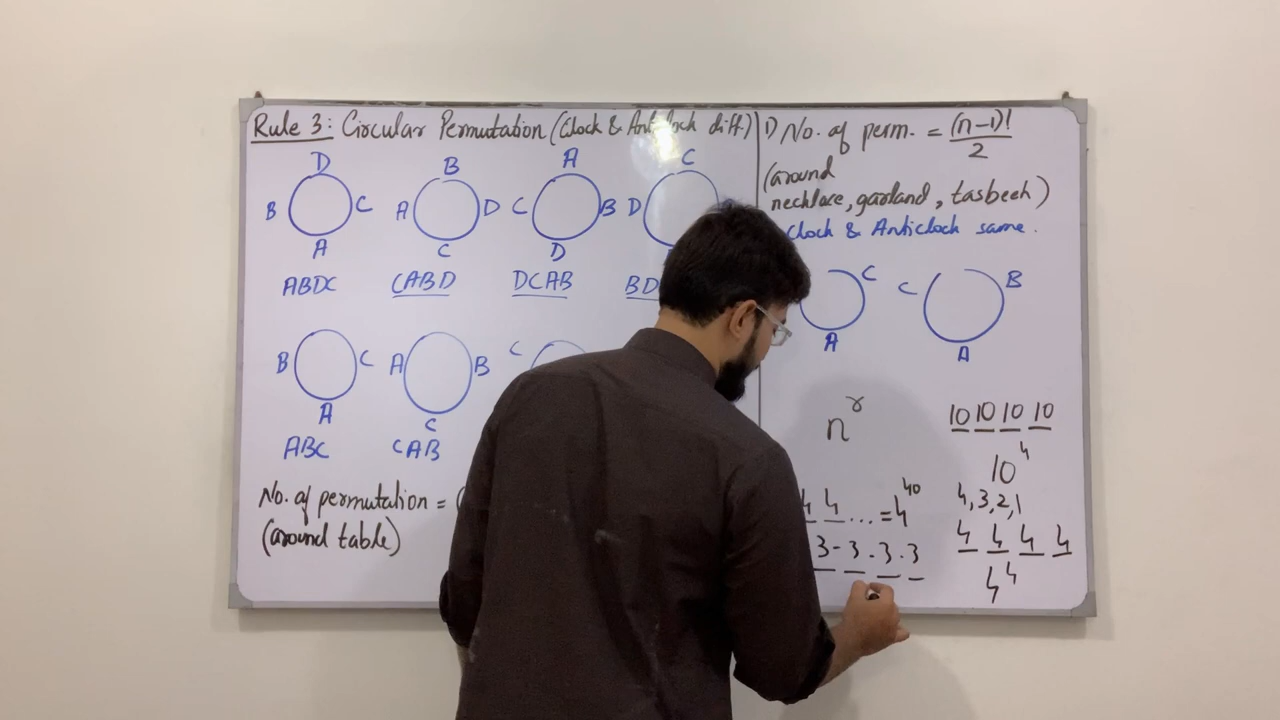 Rule 3: Circular Permutation (Clock & Anticlock diff)
D
B C
A
ABDC
B
A D
C
CABD
A
C B
D
DCAB
C
D
BD
B C
A
ABC
A B
C
CAB
C
No. of permutation = (
(around table)
1) No. of perm. = (n-1)!
2
(around
necklace, garland, tasbeeh)
Clock & Anticlock same.
C
A
C B
A
n^r
4 4 ... = 4^40
3 - 3 - 3 . 3
10 10 10 10
10^4
4,3,2,1
4 4 4 4
4^4